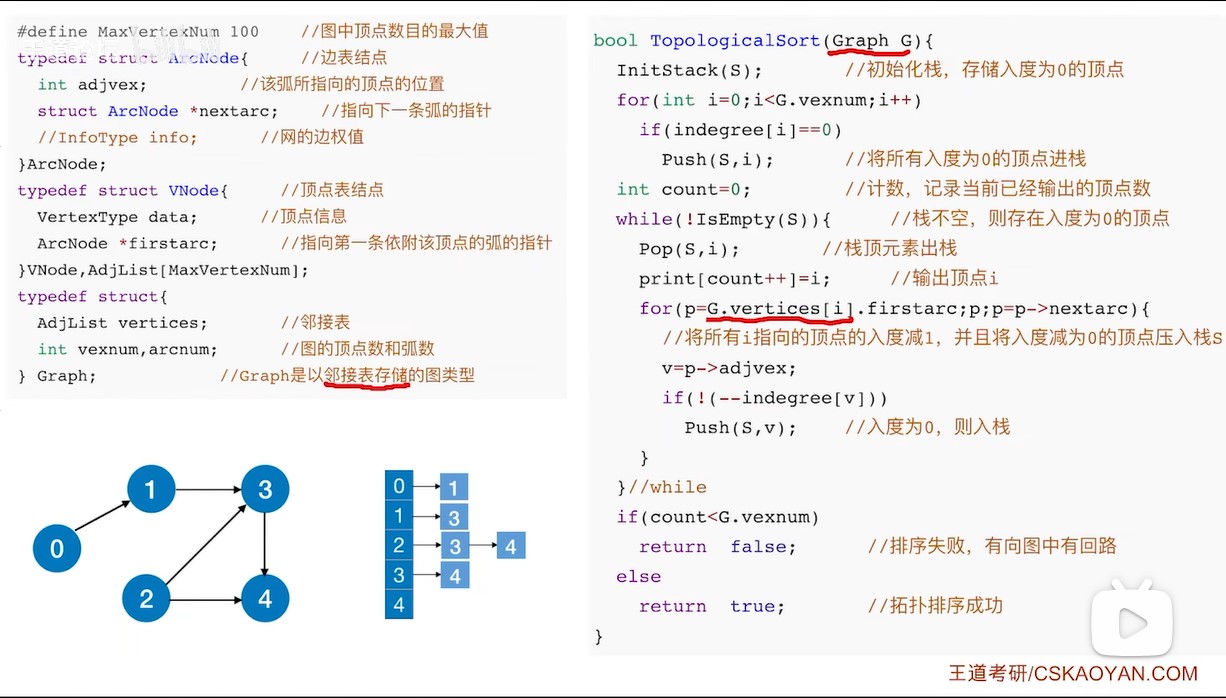 #define MaxVertexNum 100 //图中顶点数目的最大值
typedef struct ArcNode{ //边表结点
int adjvex; //该弧所指向的顶点的位置
struct ArcNode *nextarc; //指向下一条弧的指针
//InfoType info; //网的边权值
}ArcNode;
typedef struct VNode{ //顶点表结点
VertexType data; //顶点信息
ArcNode *firstarc; //指向第一条依附该顶点的弧的指针
}VNode,AdjList[MaxVertexNum];
typedef struct{
AdjList vertices; //邻接表
int vexnum,arcnum; //图的顶点数和弧数
} Graph; //Graph是以邻接表存储的图类型
bool TopologicalSort(Graph G){
InitStack(S); //初始化栈，存储入度为0的顶点
for(int i=0;i<G.vexnum;i++)
if(indegree[i]==0)
Push(S,i); //将所有入度为0的顶点进栈
int count=0; //计数，记录当前已经输出的顶点数
while(!IsEmpty(S)){ //栈不空，则存在入度为0的顶点
Pop(S,i); //栈顶元素出栈
print[count++]=i; //输出顶点i
for(p=G.vertices[i].firstarc;p;p=p->nextarc){
//将所有i指向的顶点的入度减1，并且将入度减为0的顶点压入栈S
v=p->adjvex;
if(!(--indegree[v]))
Push(S,v); //入度为0，则入栈
}
}//while
if(count<G.vexnum)
return false; //排序失败，有向图中有回路
else
return true; //拓扑排序成功
}
1 3
0
2 4
0 1
1 3
2 3 4
3 4
4
王道考研/CSKAOYAN.COM